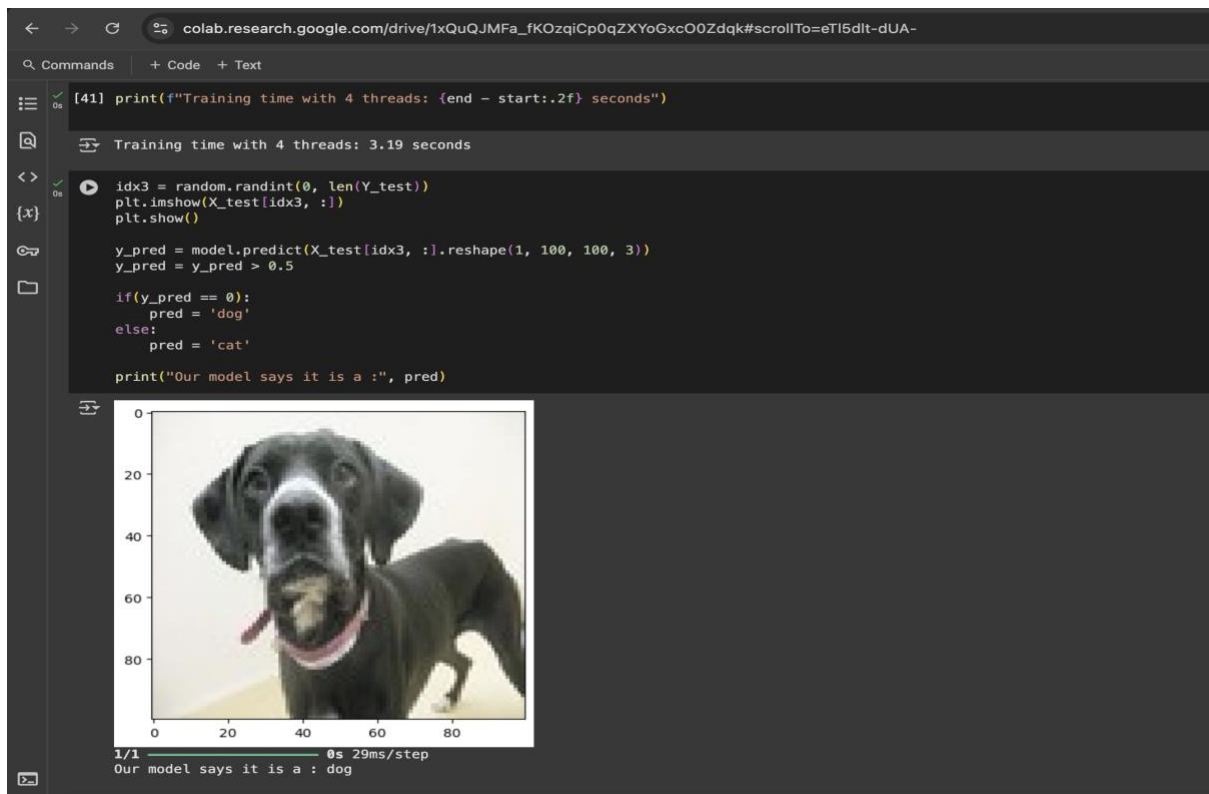 colab.research.google.com/drive/1xQuQJMFa_fKOzqiCp0qZXYoGxcO0Zdqk#scrollTo=eTI5dlt-dUA-
Commands + Code + Text
0s [41] print(f"Training time with 4 threads: {end - start:.2f} seconds")
Training time with 4 threads: 3.19 seconds
0s idx3 = random.randint(0, len(Y_test))
plt.imshow(X_test[idx3, :])
plt.show()
y_pred = model.predict(X_test[idx3, :].reshape(1, 100, 100, 3))
y_pred = y_pred > 0.5
if(y_pred == 0):
pred = 'dog'
else:
pred = 'cat'
print("Our model says it is a :", pred)
0
20
40
60
80
0 20 40 60 80
1/1 0s 29ms/step
Our model says it is a : dog